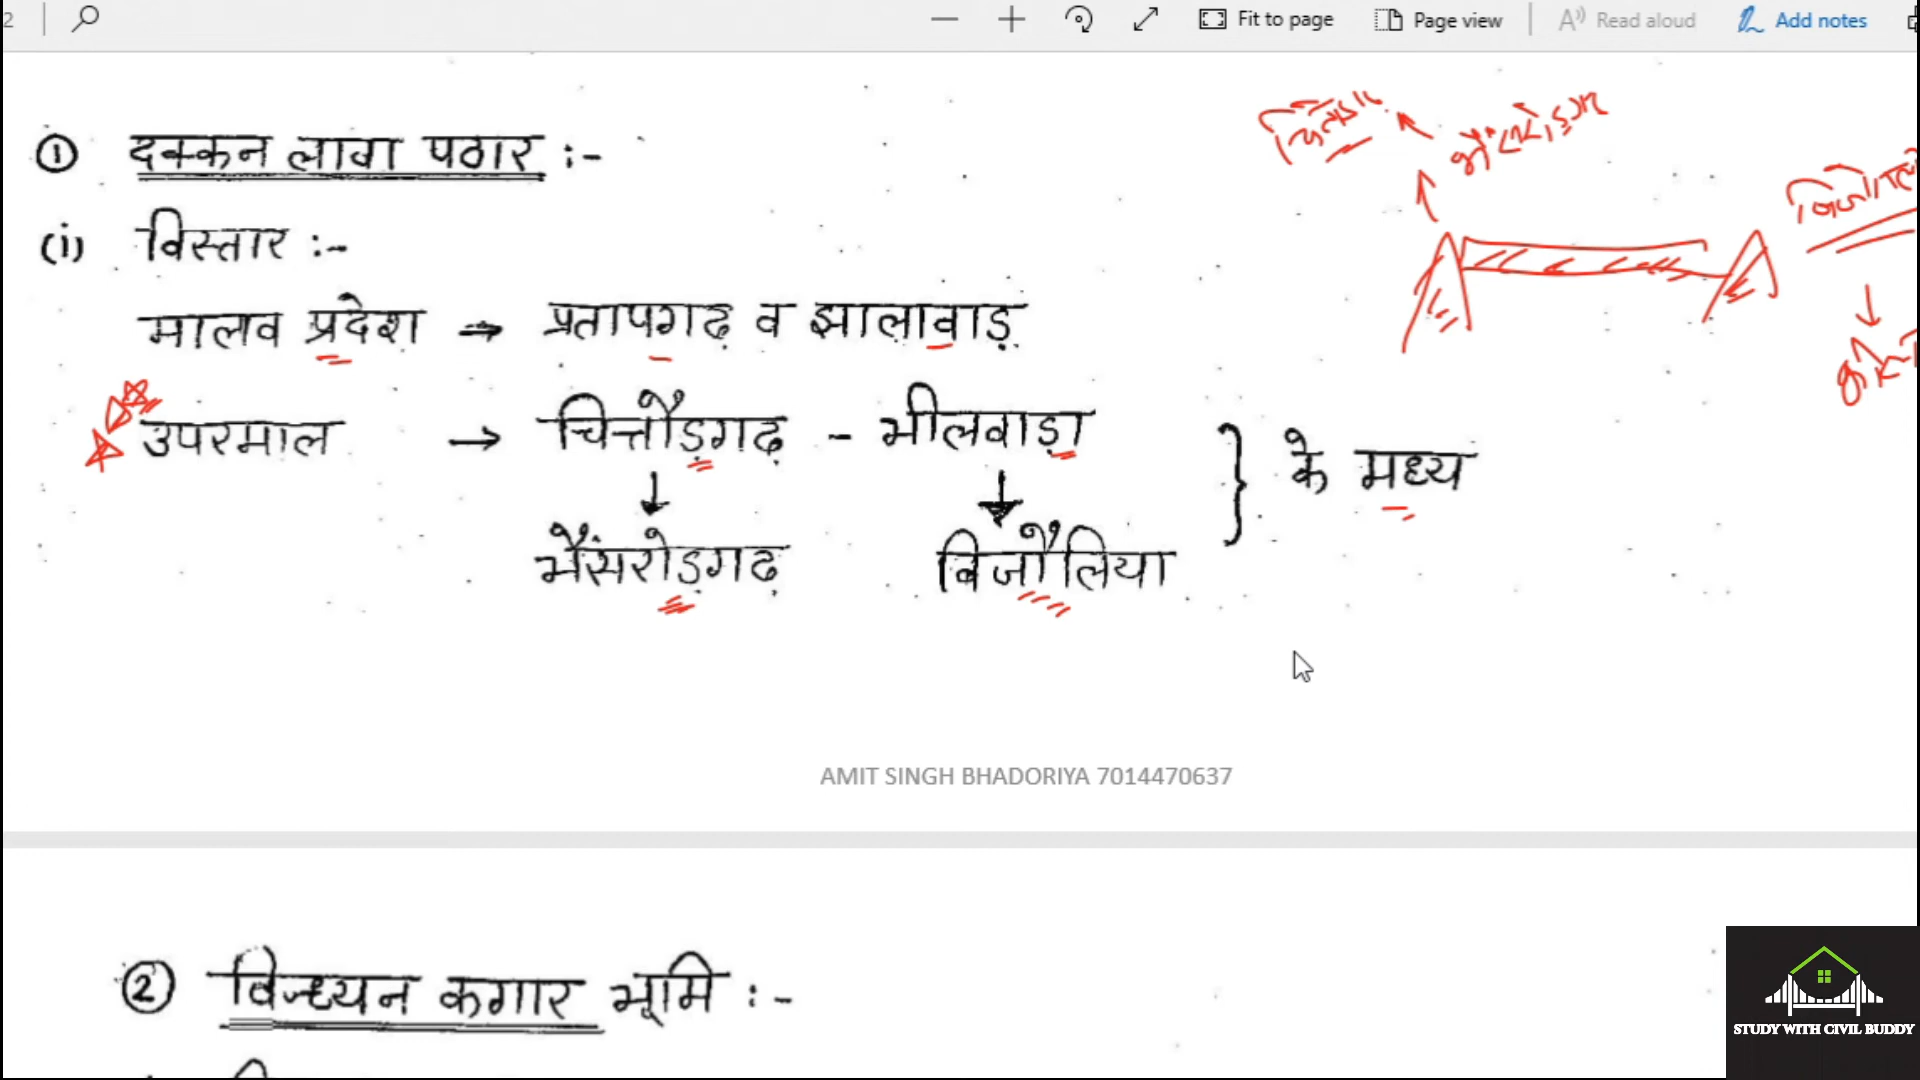 2 Fit to page Page view Read aloud Add notes
① दक्कन लावा पठार :-
(i) विस्तार :-
मालव प्रदेश → प्रतापगढ़ व झालावाड़
उपरमाल → चित्तौड़गढ़ - भीलवाड़ा } के मध्य
↓ ↓
भैंसरोड़गढ़ बिजौलिया
AMIT SINGH BHADORIYA 7014470637
② विन्ध्यन कगार भूमि :-
STUDY WITH CIVIL BUDDY